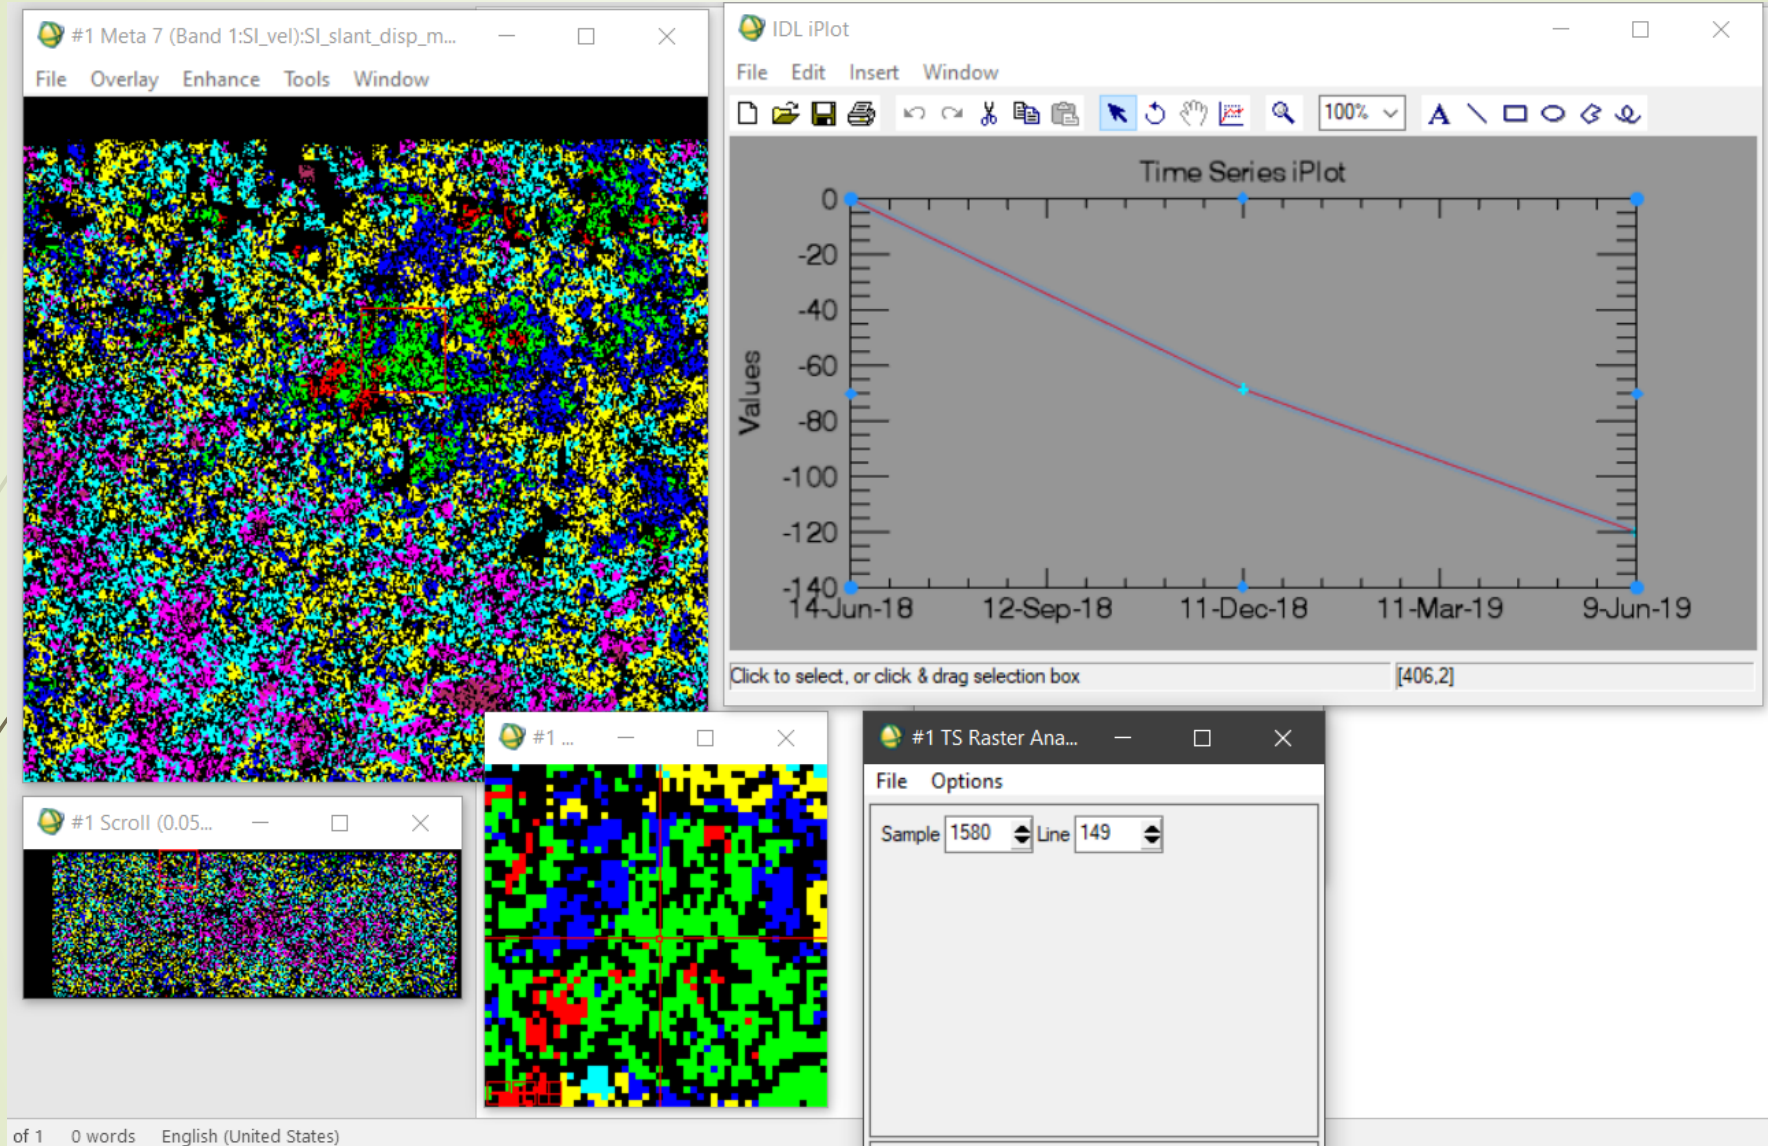 #1 Meta 7 (Band 1:SI_vel):SI_slant_disp_m...
File Overlay Enhance Tools Window
IDL iPlot
File Edit Insert Window
100%
Time Series iPlot
Values
0
-20
-40
-60
-80
-100
-120
-140
14-Jun-18 12-Sep-18 11-Dec-18 11-Mar-19 9-Jun-19
Click to select, or click & drag selection box
[406,2]
#1 Scroll (0.05...
#1 ...
#1 TS Raster Ana...
File Options
Sample 1580 Line 149
of 1 0 words English (United States)